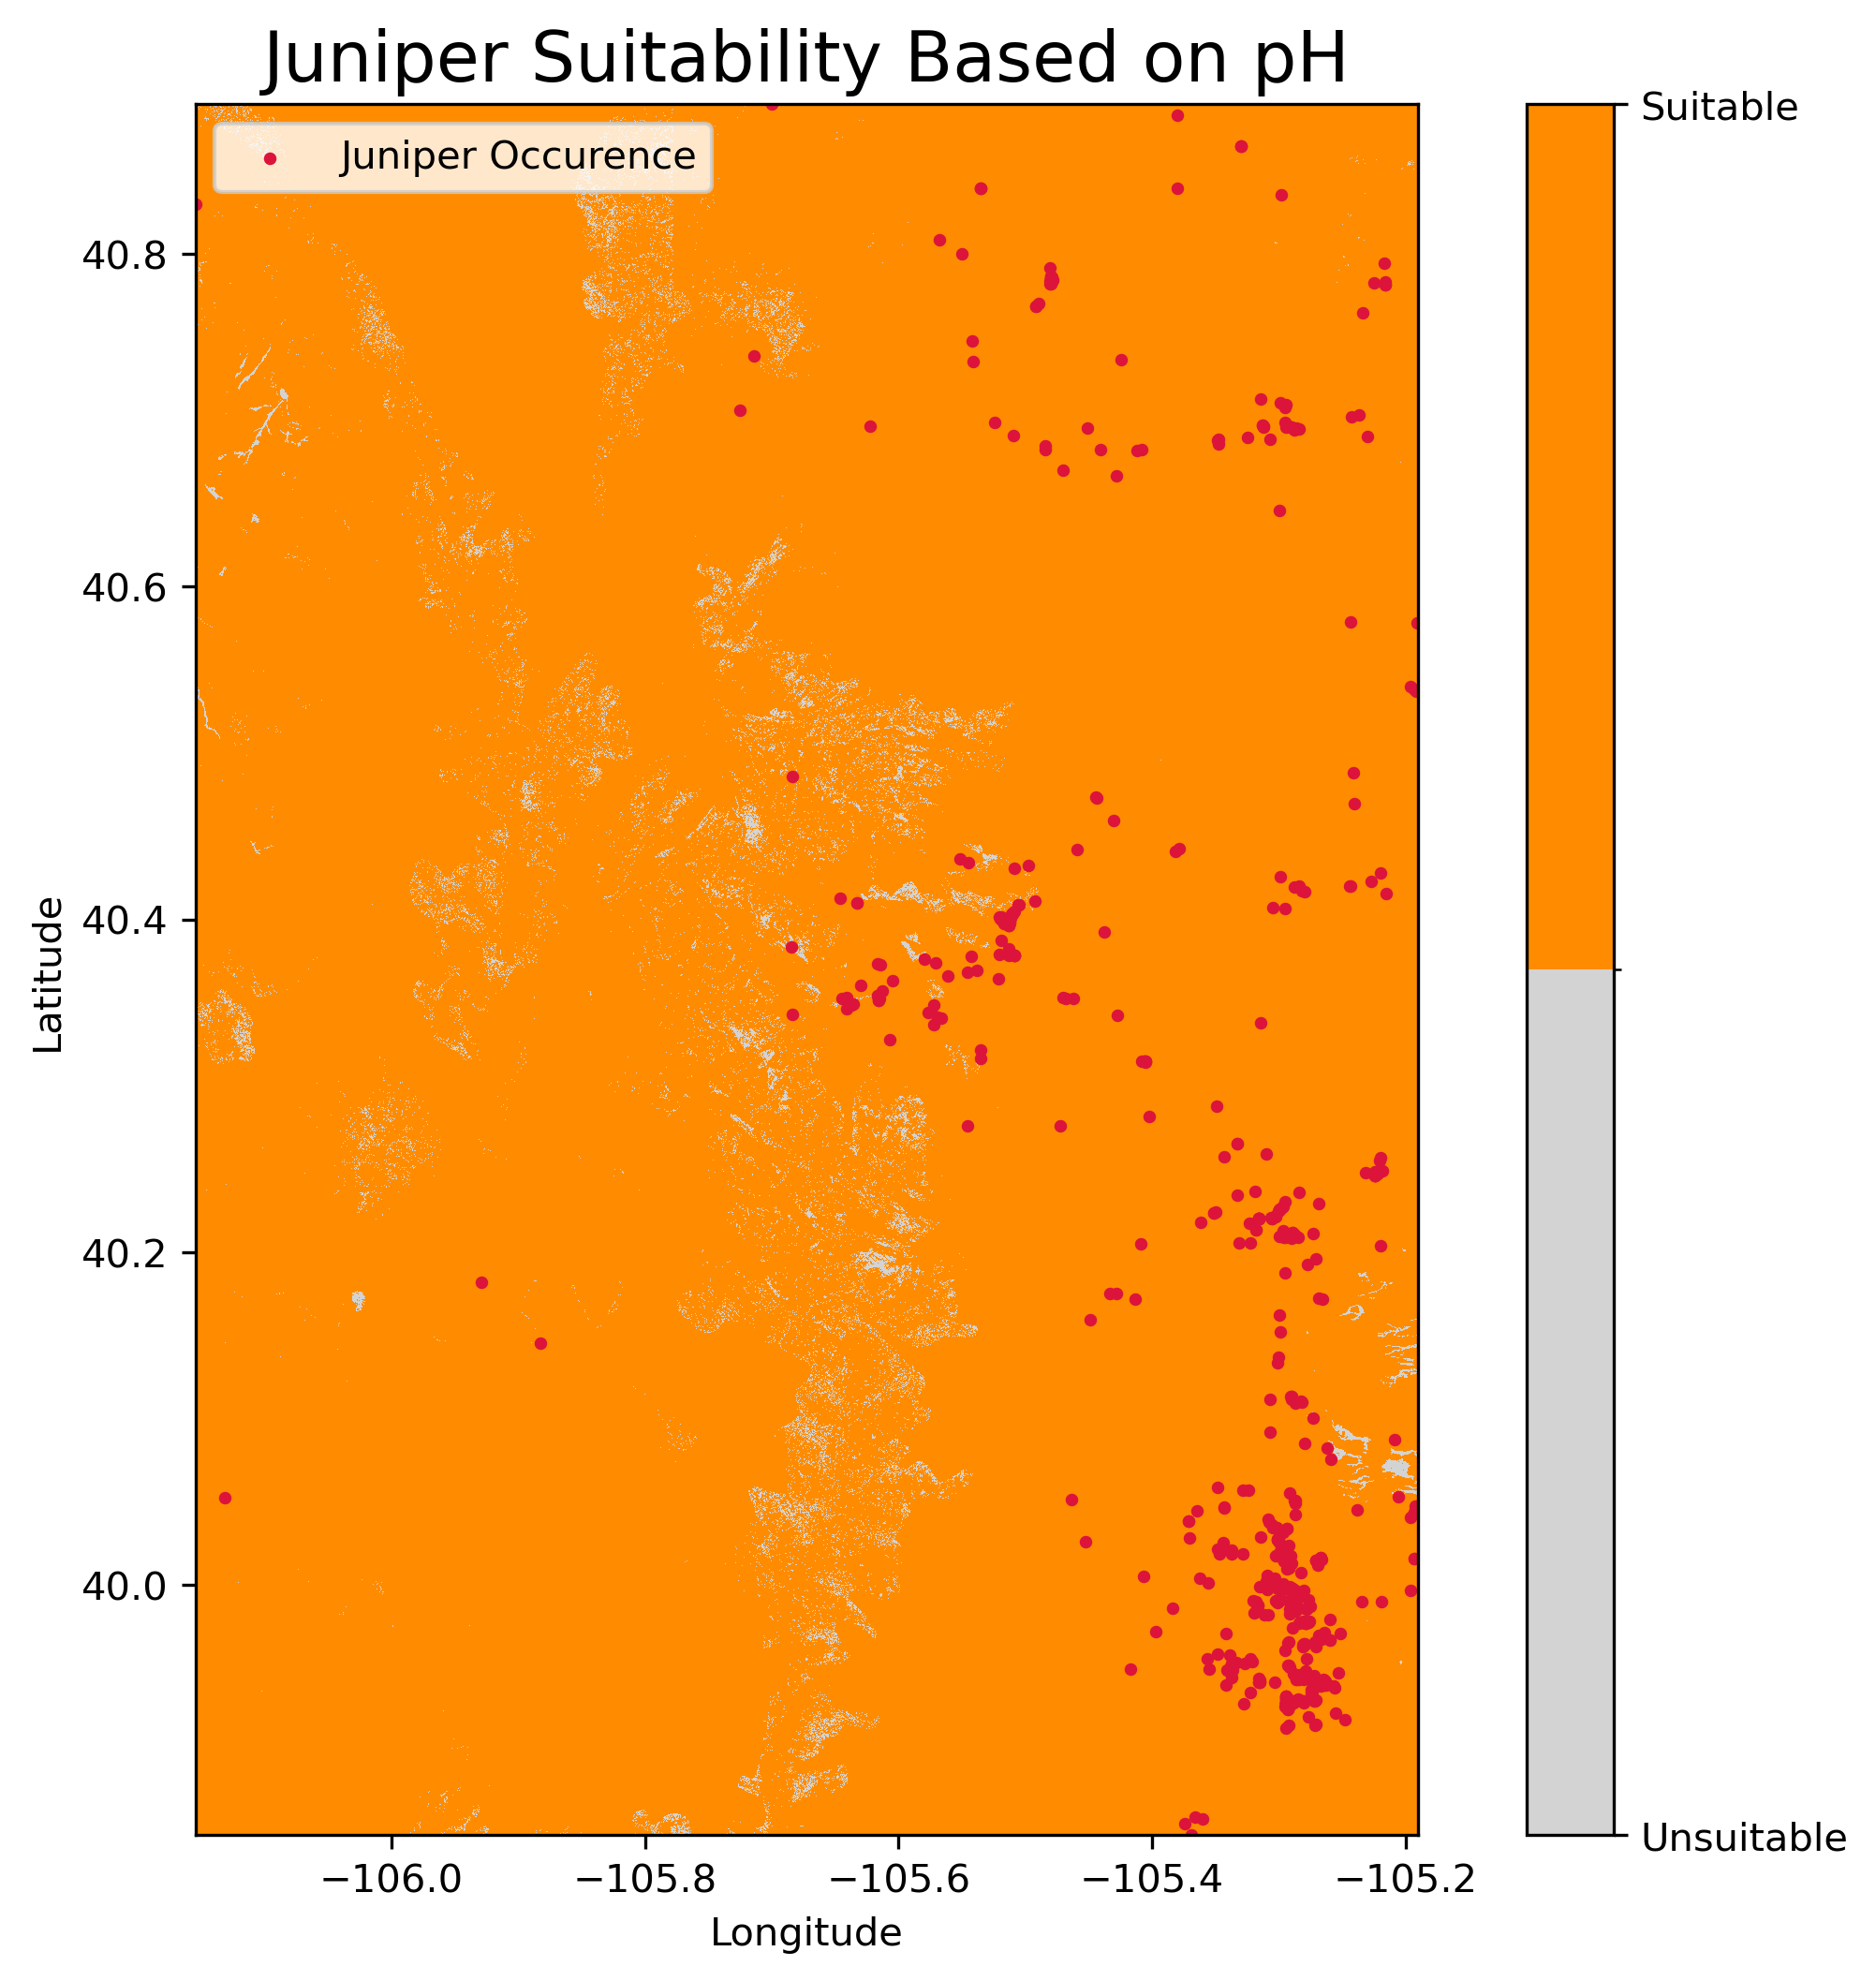 Juniper Suitability Based on pH
Juniper Occurence
Suitable
Unsuitable
40.8
40.6
40.4
40.2
40.0
Latitude
−106.0
−105.8
−105.6
−105.4
−105.2
Longitude